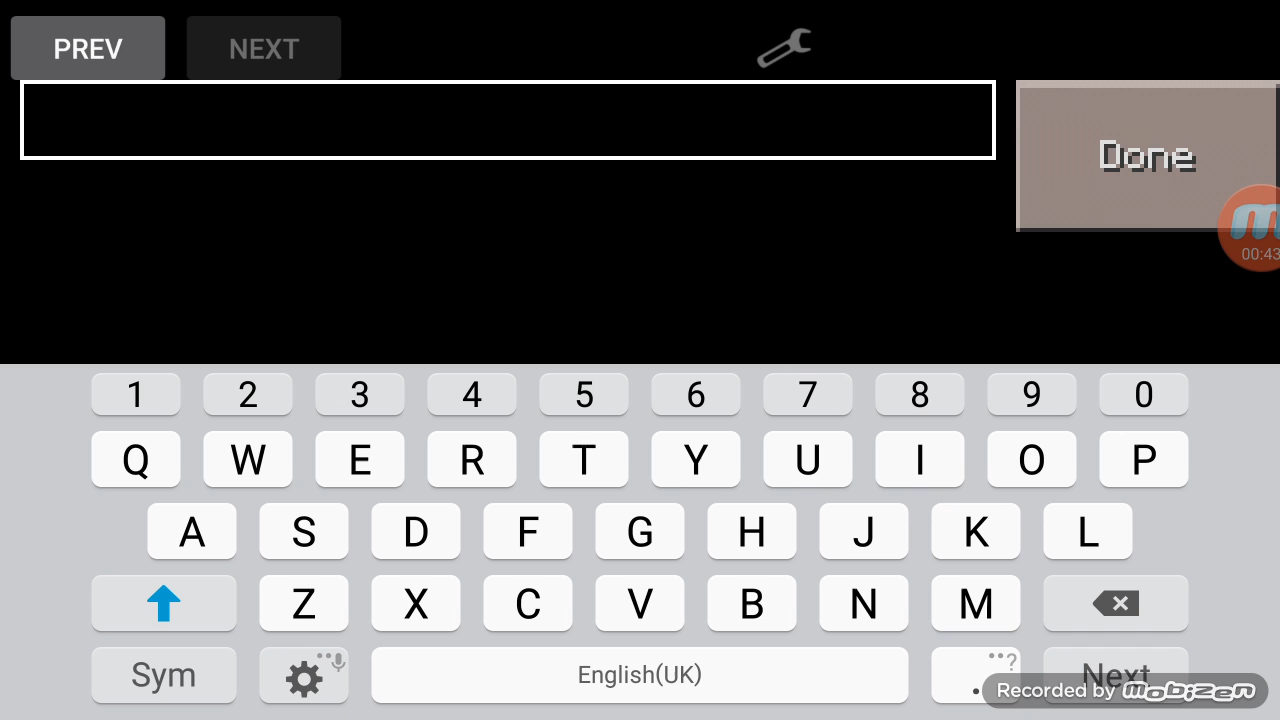 PREV NEXT
Done
00:43
1 2 3 4 5 6 7 8 9 0
Q W E R T Y U I O P
A S D F G H J K L
Z X C V B N M
Sym English(UK) . ? Next
Recorded by mobizen